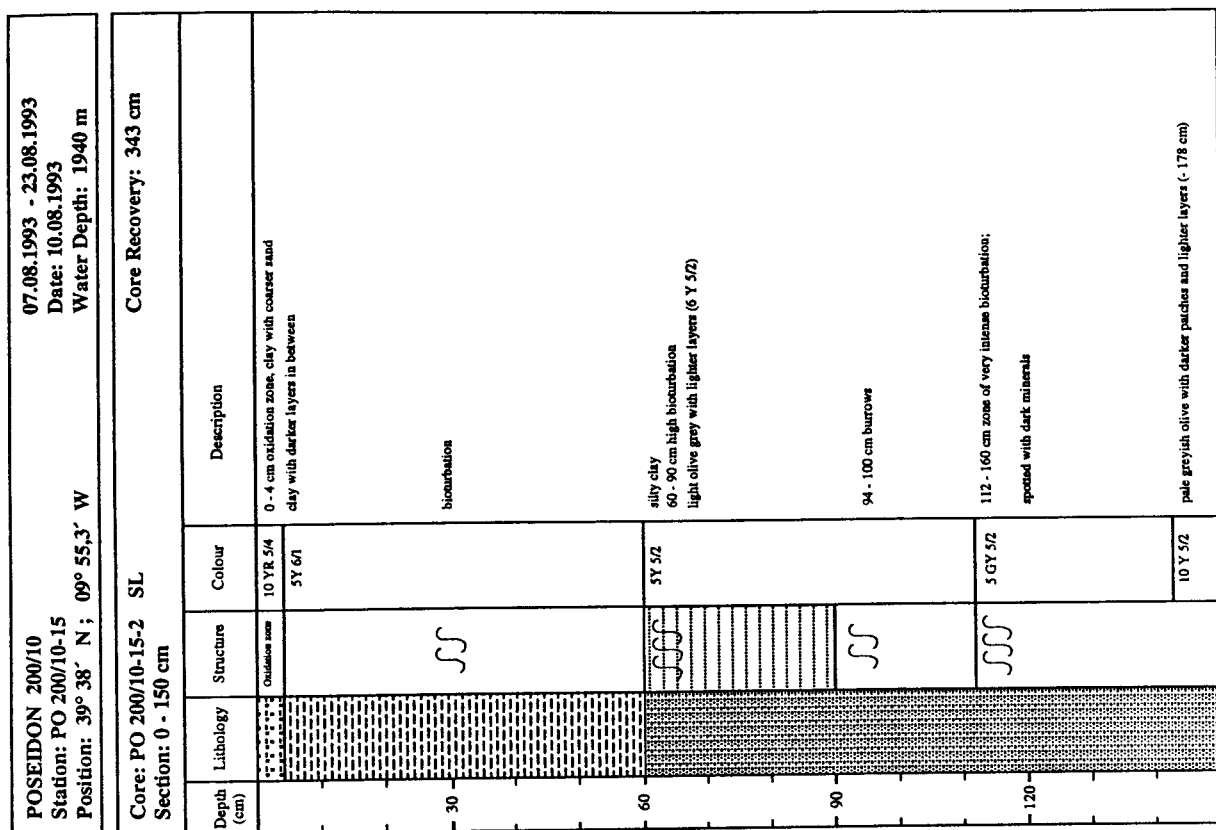 POSEIDON 200/10 07.08.1993 - 23.08.1993
Station: PO 200/10-15 Date: 10.08.1993
Position: 39° 38´ N ; 09° 55,3´ W Water Depth: 1940 m
Core: PO 200/10-15-2 SL Core Recovery: 343 cm
Section: 0 - 150 cm
Depth (cm) Lithology Structure Colour Description
Oxidation zone 10 YR 5/4 0 - 4 cm oxidation zone, clay with coarser sand
5Y 6/1 clay with darker layers in between
30 bioturbation
60 5Y 5/2 silty clay
60 - 90 cm high bioturbation
light olive grey with lighter layers (6 Y 5/2)
90
94 - 100 cm burrows
5 GY 5/2 112 - 160 cm zone of very intense bioturbation;
120 spotted with dark minerals
10 Y 5/2 pale greyish olive with darker patches and lighter layers (- 178 cm)